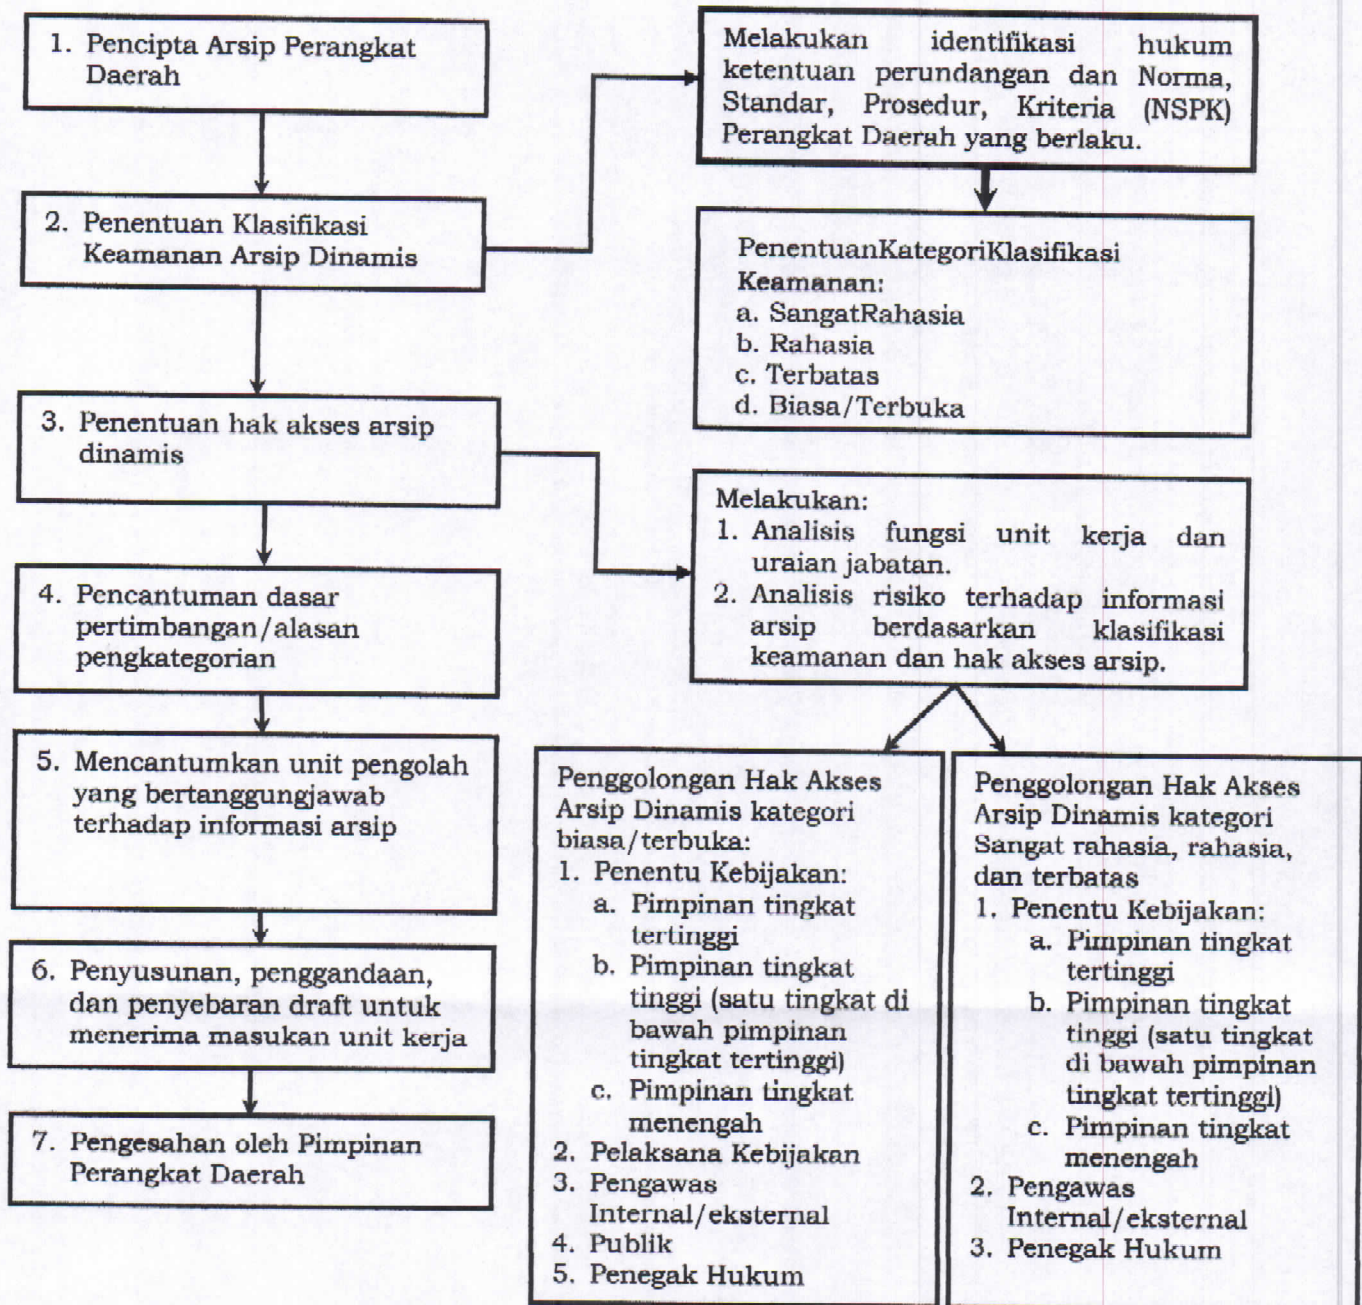 1. Pencipta Arsip Perangkat
Daerah
2. Penentuan Klasifikasi
Keamanan Arsip Dinamis
3. Penentuan hak akses arsip
dinamis
4. Pencantuman dasar
pertimbangan/alasan
pengkategorian
5. Mencantumkan unit pengolah
yang bertanggungjawab
terhadap informasi arsip
6. Penyusunan, penggandaan,
dan penyebaran draft untuk
menerima masukan unit kerja
7. Pengesahan oleh Pimpinan
Perangkat Daerah
Melakukan identifikasi hukum
ketentuan perundangan dan Norma,
Standar, Prosedur, Kriteria (NSPK)
Perangkat Daerah yang berlaku.
PenentuanKategoriKlasifikasi
Keamanan:
a. SangatRahasia
b. Rahasia
c. Terbatas
d. Biasa/Terbuka
Melakukan:
1. Analisis fungsi unit kerja dan
uraian jabatan.
2. Analisis risiko terhadap informasi
arsip berdasarkan klasifikasi
keamanan dan hak akses arsip.
Penggolongan Hak Akses
Arsip Dinamis kategori
biasa/terbuka:
1. Penentu Kebijakan:
a. Pimpinan tingkat
tertinggi
b. Pimpinan tingkat
tinggi (satu tingkat di
bawah pimpinan
tingkat tertinggi)
c. Pimpinan tingkat
menengah
2. Pelaksana Kebijakan
3. Pengawas
Internal/eksternal
4. Publik
5. Penegak Hukum
Penggolongan Hak Akses
Arsip Dinamis kategori
Sangat rahasia, rahasia,
dan terbatas
1. Penentu Kebijakan:
a. Pimpinan tingkat
tertinggi
b. Pimpinan tingkat
tinggi (satu tingkat
di bawah pimpinan
tingkat tertinggi)
c. Pimpinan tingkat
menengah
2. Pengawas
Internal/eksternal
3. Penegak Hukum